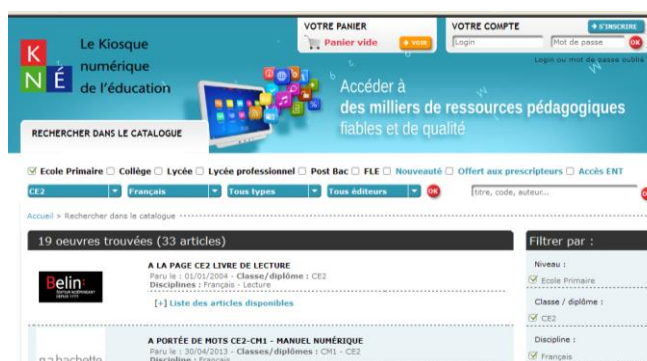 VOTRE PANIER
Panier vide
VOIR
VOTRE COMPTE
S'INSCRIRE
Login
Mot de passe
OK
Login ou mot de passe oublié
K
N É
Le Kiosque
numérique
de l'éducation
Accéder à
des milliers de ressources pédagogiques
fiables et de qualité
RECHERCHER DANS LE CATALOGUE
Ecole Primaire Collège Lycée Lycée professionnel Post Bac FLE Nouveauté Offert aux prescripteurs Accès ENT
CE2 Français Tous types Tous éditeurs OK (titre, code, auteur...
Accueil > Rechercher dans le catalogue
19 oeuvres trouvées (33 articles)
Belin:
A LA PAGE CE2 LIVRE DE LECTURE
Paru le : 01/01/2004 - Classe/diplôme : CE2
Disciplines : Français - Lecture
[+] Liste des articles disponibles
hachette
A PORTÉE DE MOTS CE2-CM1 - MANUEL NUMÉRIQUE
Paru le : 30/04/2013 - Classes/diplômes : CM1 - CE2
Discipline : Français
Filtrer par :
Niveau :
Ecole Primaire
Classe / diplôme :
CE2
Discipline :
Français